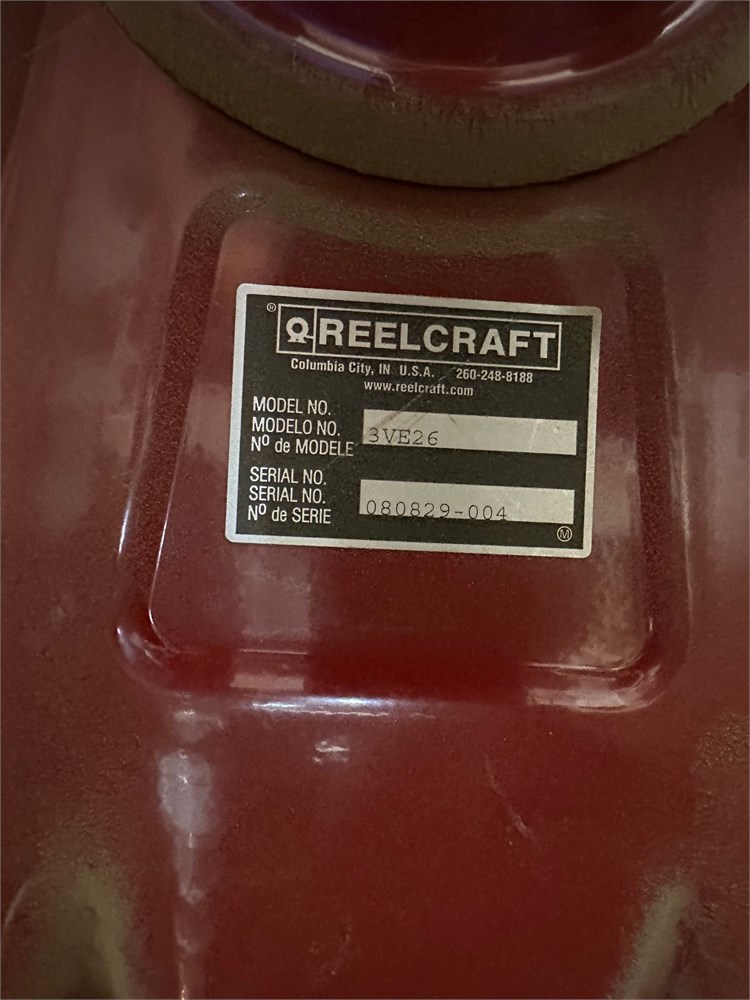 ® REELCRAFT
Columbia City, IN U.S.A. 260-248-8188
www.reelcraft.com
MODEL NO.
MODELO NO.
Nº de MODELE
3VE26
SERIAL NO.
SERIAL NO.
Nº de SERIE
080829-004
Ⓜ